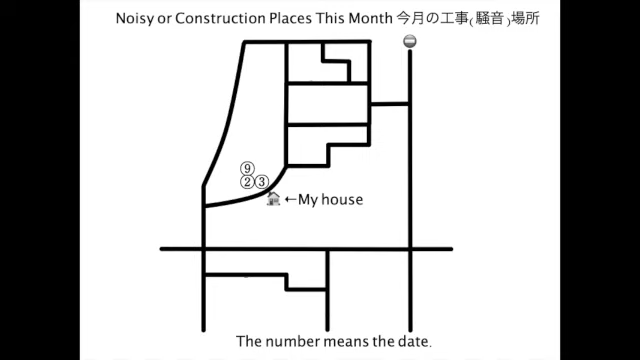 Noisy or Construction Places This Month 今月の工事(騒音)場所
⑨
②③
←My house
The number means the date.